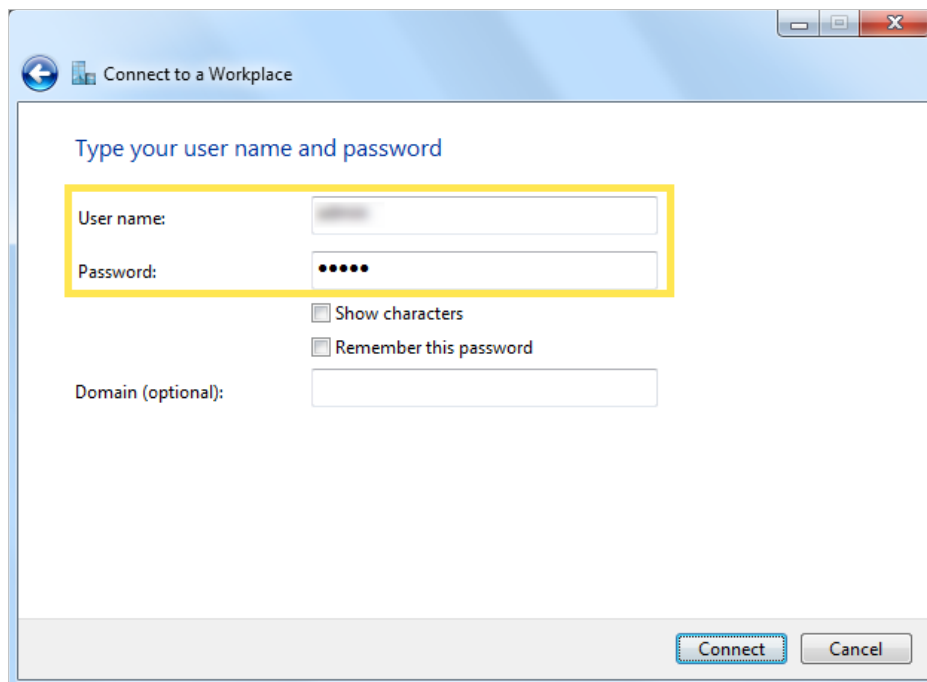 Connect to a Workplace
Type your user name and password
User name:
Password: •••••
Show characters
Remember this password
Domain (optional):
Connect Cancel